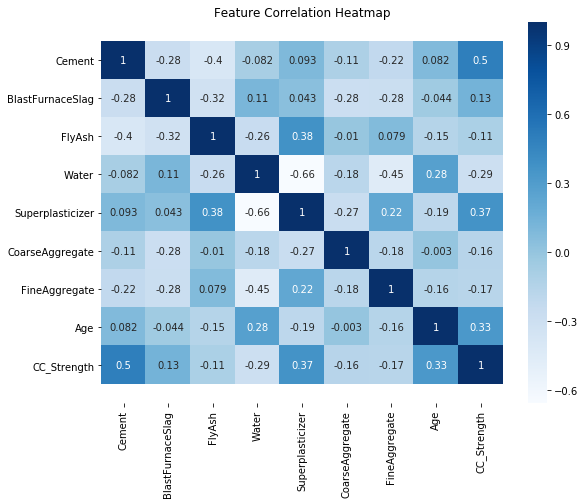 Feature Correlation Heatmap
Cement 1 -0.28 -0.4 -0.082 0.093 -0.11 -0.22 0.082 0.5
BlastFurnaceSlag -0.28 1 -0.32 0.11 0.043 -0.28 -0.28 -0.044 0.13
FlyAsh -0.4 -0.32 1 -0.26 0.38 -0.01 0.079 -0.15 -0.11
Water -0.082 0.11 -0.26 1 -0.66 -0.18 -0.45 0.28 -0.29
Superplasticizer 0.093 0.043 0.38 -0.66 1 -0.27 0.22 -0.19 0.37
CoarseAggregate -0.11 -0.28 -0.01 -0.18 -0.27 1 -0.18 -0.003 -0.16
FineAggregate -0.22 -0.28 0.079 -0.45 0.22 -0.18 1 -0.16 -0.17
Age 0.082 -0.044 -0.15 0.28 -0.19 -0.003 -0.16 1 0.33
CC_Strength 0.5 0.13 -0.11 -0.29 0.37 -0.16 -0.17 0.33 1
Cement
BlastFurnaceSlag
FlyAsh
Water
Superplasticizer
CoarseAggregate
FineAggregate
Age
CC_Strength
0.9
0.6
0.3
0.0
-0.3
-0.6